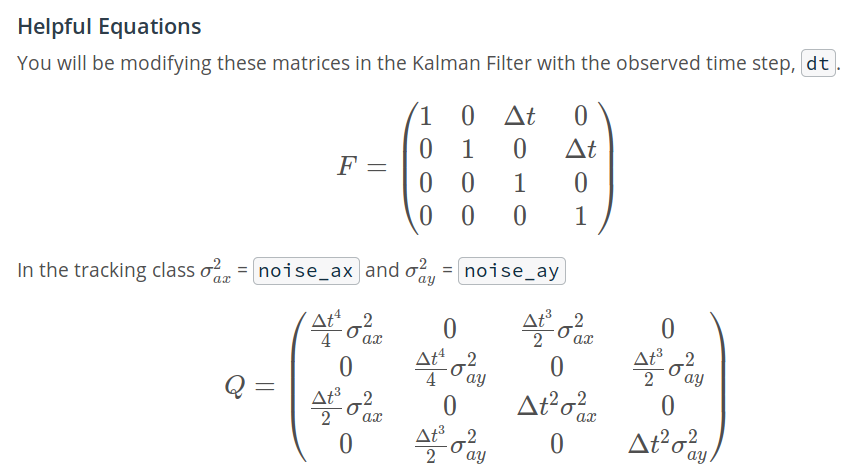 Helpful Equations
You will be modifying these matrices in the Kalman Filter with the observed time step, dt .
F = \begin{pmatrix} 1 & 0 & \Delta t & 0 \\ 0 & 1 & 0 & \Delta t \\ 0 & 0 & 1 & 0 \\ 0 & 0 & 0 & 1 \end{pmatrix}
In the tracking class σ²ₐₓ = noise_ax and σ²_{ay} = noise_ay
Q = \begin{pmatrix} \frac{\Delta t^4}{4}\sigma_{ax}^2 & 0 & \frac{\Delta t^3}{2}\sigma_{ax}^2 & 0 \\ 0 & \frac{\Delta t^4}{4}\sigma_{ay}^2 & 0 & \frac{\Delta t^3}{2}\sigma_{ay}^2 \\ \frac{\Delta t^3}{2}\sigma_{ax}^2 & 0 & \Delta t^2\sigma_{ax}^2 & 0 \\ 0 & \frac{\Delta t^3}{2}\sigma_{ay}^2 & 0 & \Delta t^2\sigma_{ay}^2 \end{pmatrix}